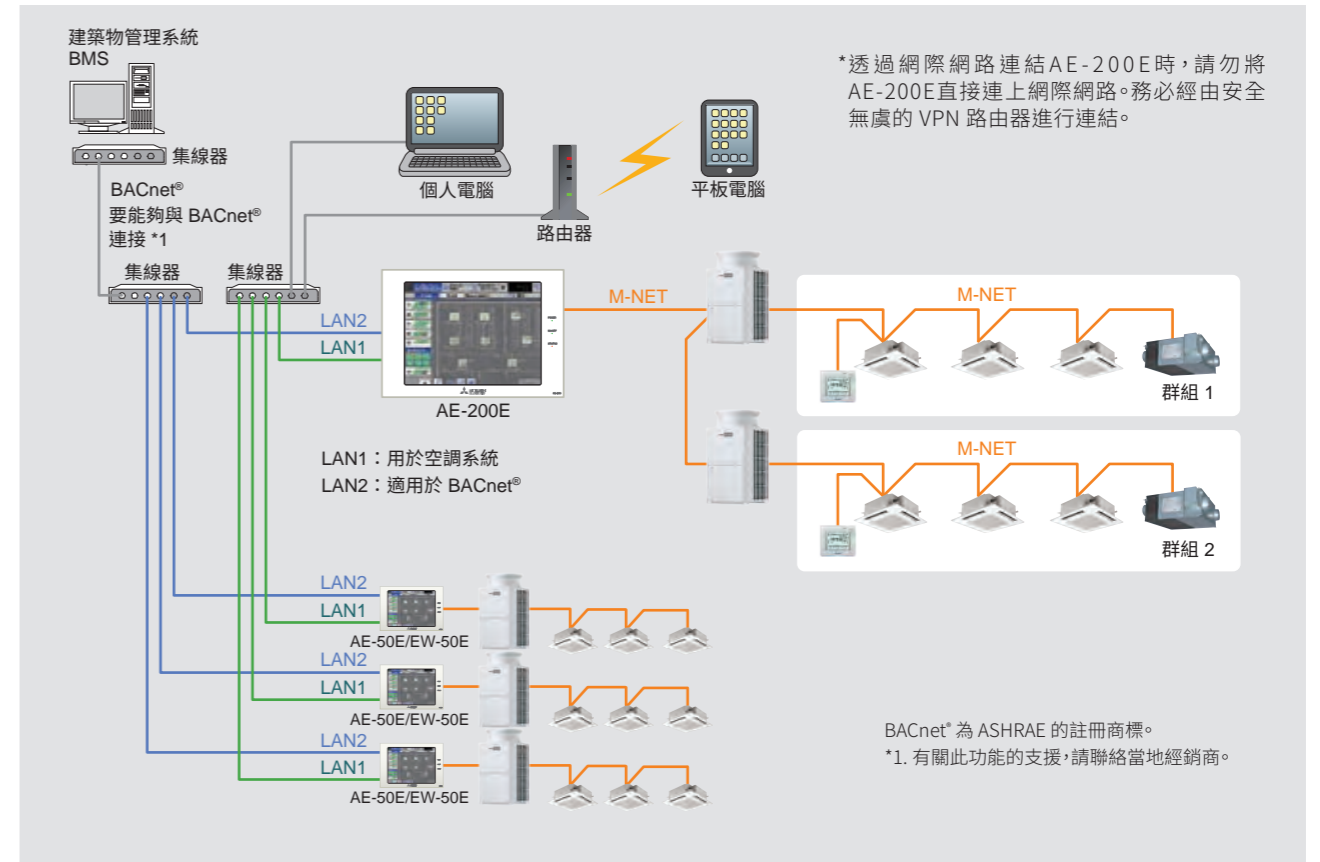 建築物管理系統
BMS
集線器
BACnet®
要能夠與 BACnet®
連接 *1
集線器
集線器
個人電腦
路由器
平板電腦
*透過網際網路連結AE-200E時，請勿將
AE-200E直接連上網際網路。務必經由安全
無虞的 VPN 路由器進行連結。
LAN2
LAN1
AE-200E
M-NET
M-NET
群組 1
M-NET
群組 2
LAN1：用於空調系統
LAN2：適用於 BACnet®
LAN2
LAN1
AE-50E/EW-50E
LAN2
LAN1
AE-50E/EW-50E
LAN2
LAN1
AE-50E/EW-50E
BACnet® 為 ASHRAE 的註冊商標。
*1. 有關此功能的支援，請聯絡當地經銷商。